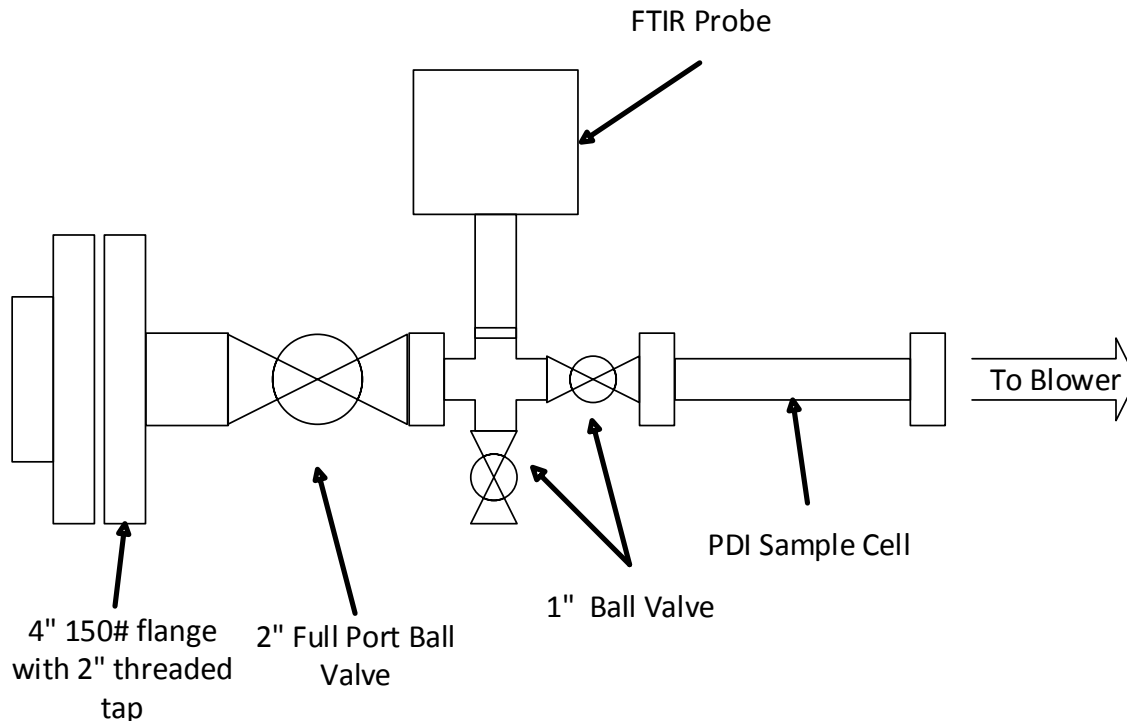 FTIR Probe
To Blower
PDI Sample Cell
1" Ball Valve
2" Full Port Ball
Valve
4" 150# flange
with 2" threaded
tap